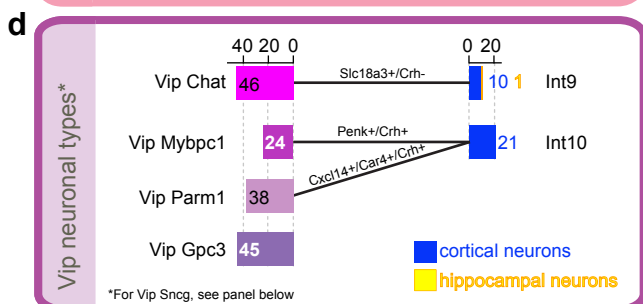 d
Vip neuronal types*
40 20 0
0 20
Vip Chat
46
Slc18a3+/Crh-
10 1
Int9
Vip Mybpc1
24
Penk+/Crh+
21
Int10
Cxcl14+/Car4+/Crh+
Vip Parm1
38
Vip Gpc3
45
cortical neurons
hippocampal neurons
*For Vip Sncg, see panel below